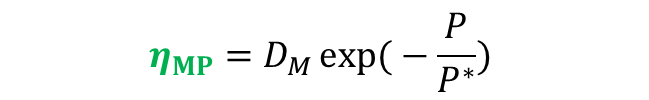 η_MP = D_M exp( − P/P* )